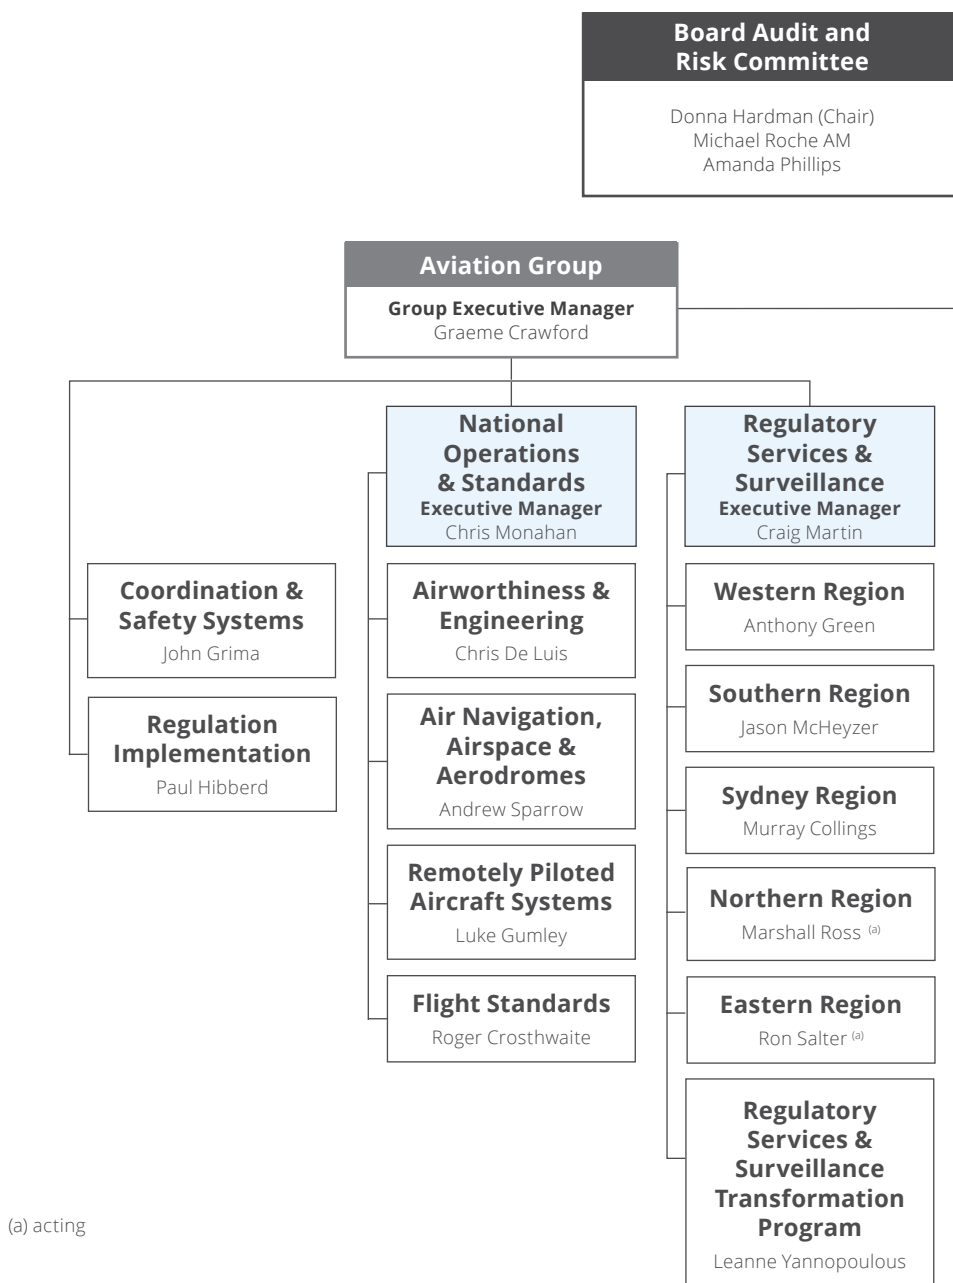 Board Audit and
Risk Committee
Donna Hardman (Chair)
Michael Roche AM
Amanda Phillips
Aviation Group
Group Executive Manager
Graeme Crawford
National
Operations
& Standards
Executive Manager
Chris Monahan
Regulatory
Services &
Surveillance
Executive Manager
Craig Martin
Coordination &
Safety Systems
John Grima
Regulation
Implementation
Paul Hibberd
Airworthiness &
Engineering
Chris De Luis
Air Navigation,
Airspace &
Aerodromes
Andrew Sparrow
Remotely Piloted
Aircraft Systems
Luke Gumley
Flight Standards
Roger Crosthwaite
Western Region
Anthony Green
Southern Region
Jason McHeyzer
Sydney Region
Murray Collings
Northern Region
Marshall Ross (a)
Eastern Region
Ron Salter (a)
Regulatory
Services &
Surveillance
Transformation
Program
Leanne Yannopoulous
(a) acting